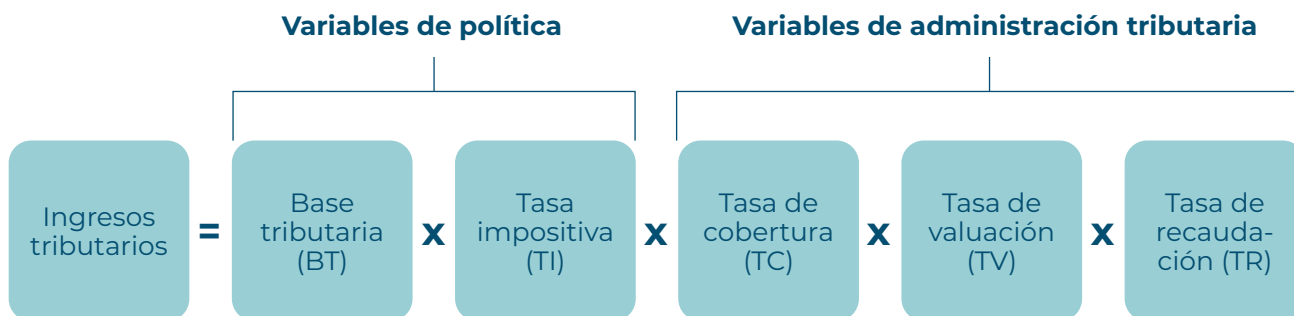 Variables de política
Variables de administración tributaria
Ingresos
tributarios
=
Base
tributaria
(BT)
x
Tasa
impositiva
(TI)
x
Tasa de
cobertura
(TC)
x
Tasa de
valuación
(TV)
x
Tasa de
recauda-
ción (TR)